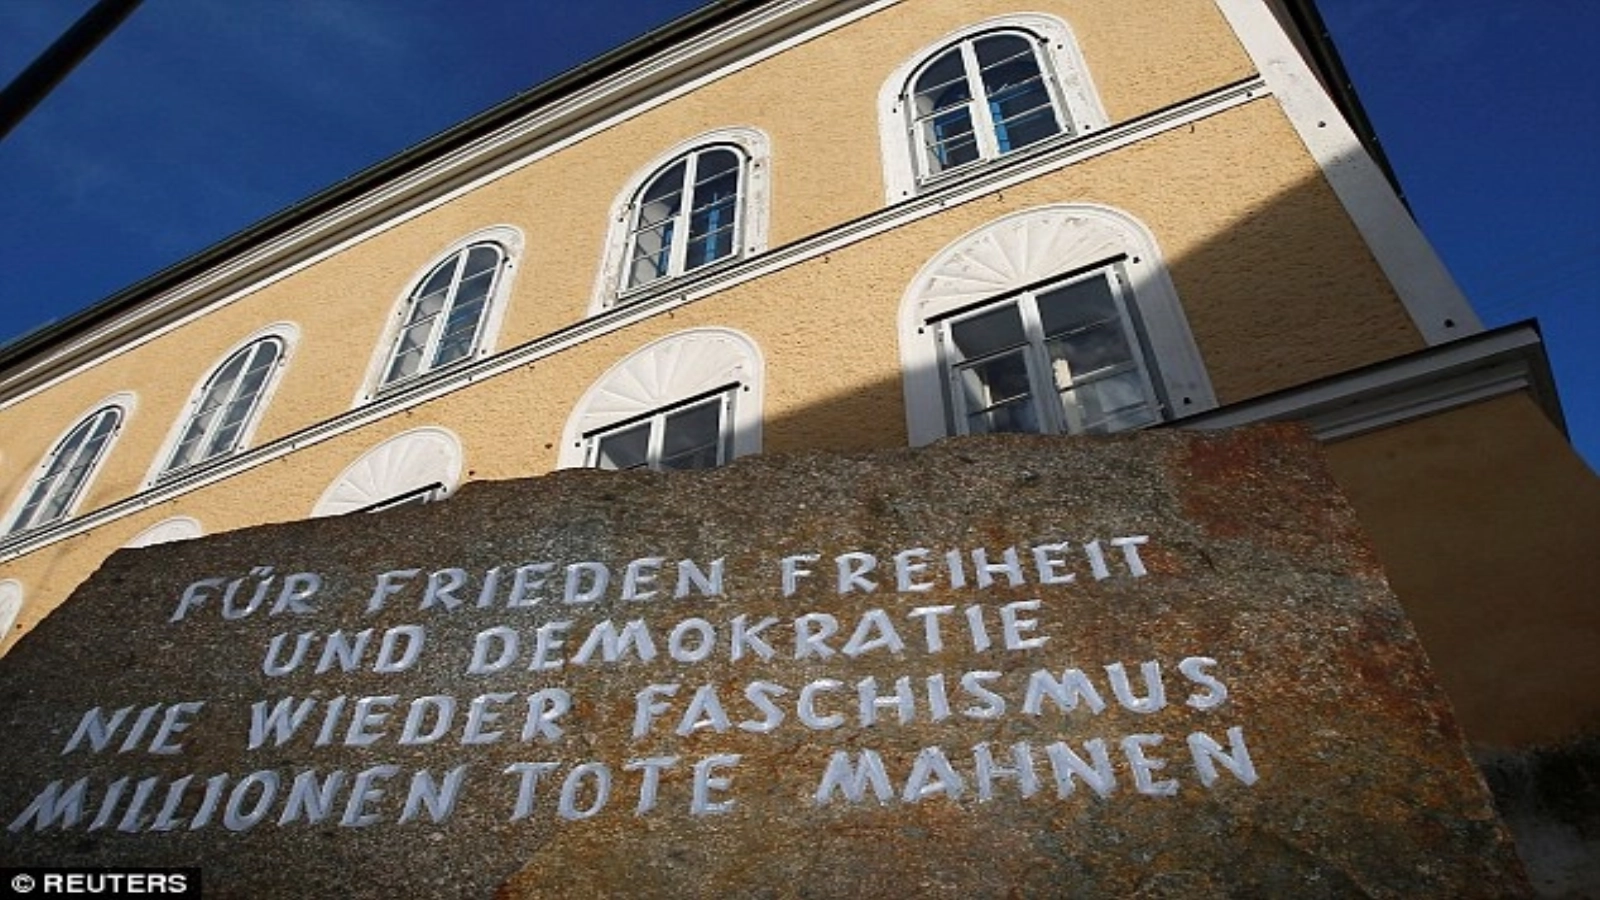 FÜR FRIEDEN FREIHEIT
UND DEMOKRATIE
NIE WIEDER FASCHISMUS
MILLIONEN TOTE MAHNEN
© REUTERS